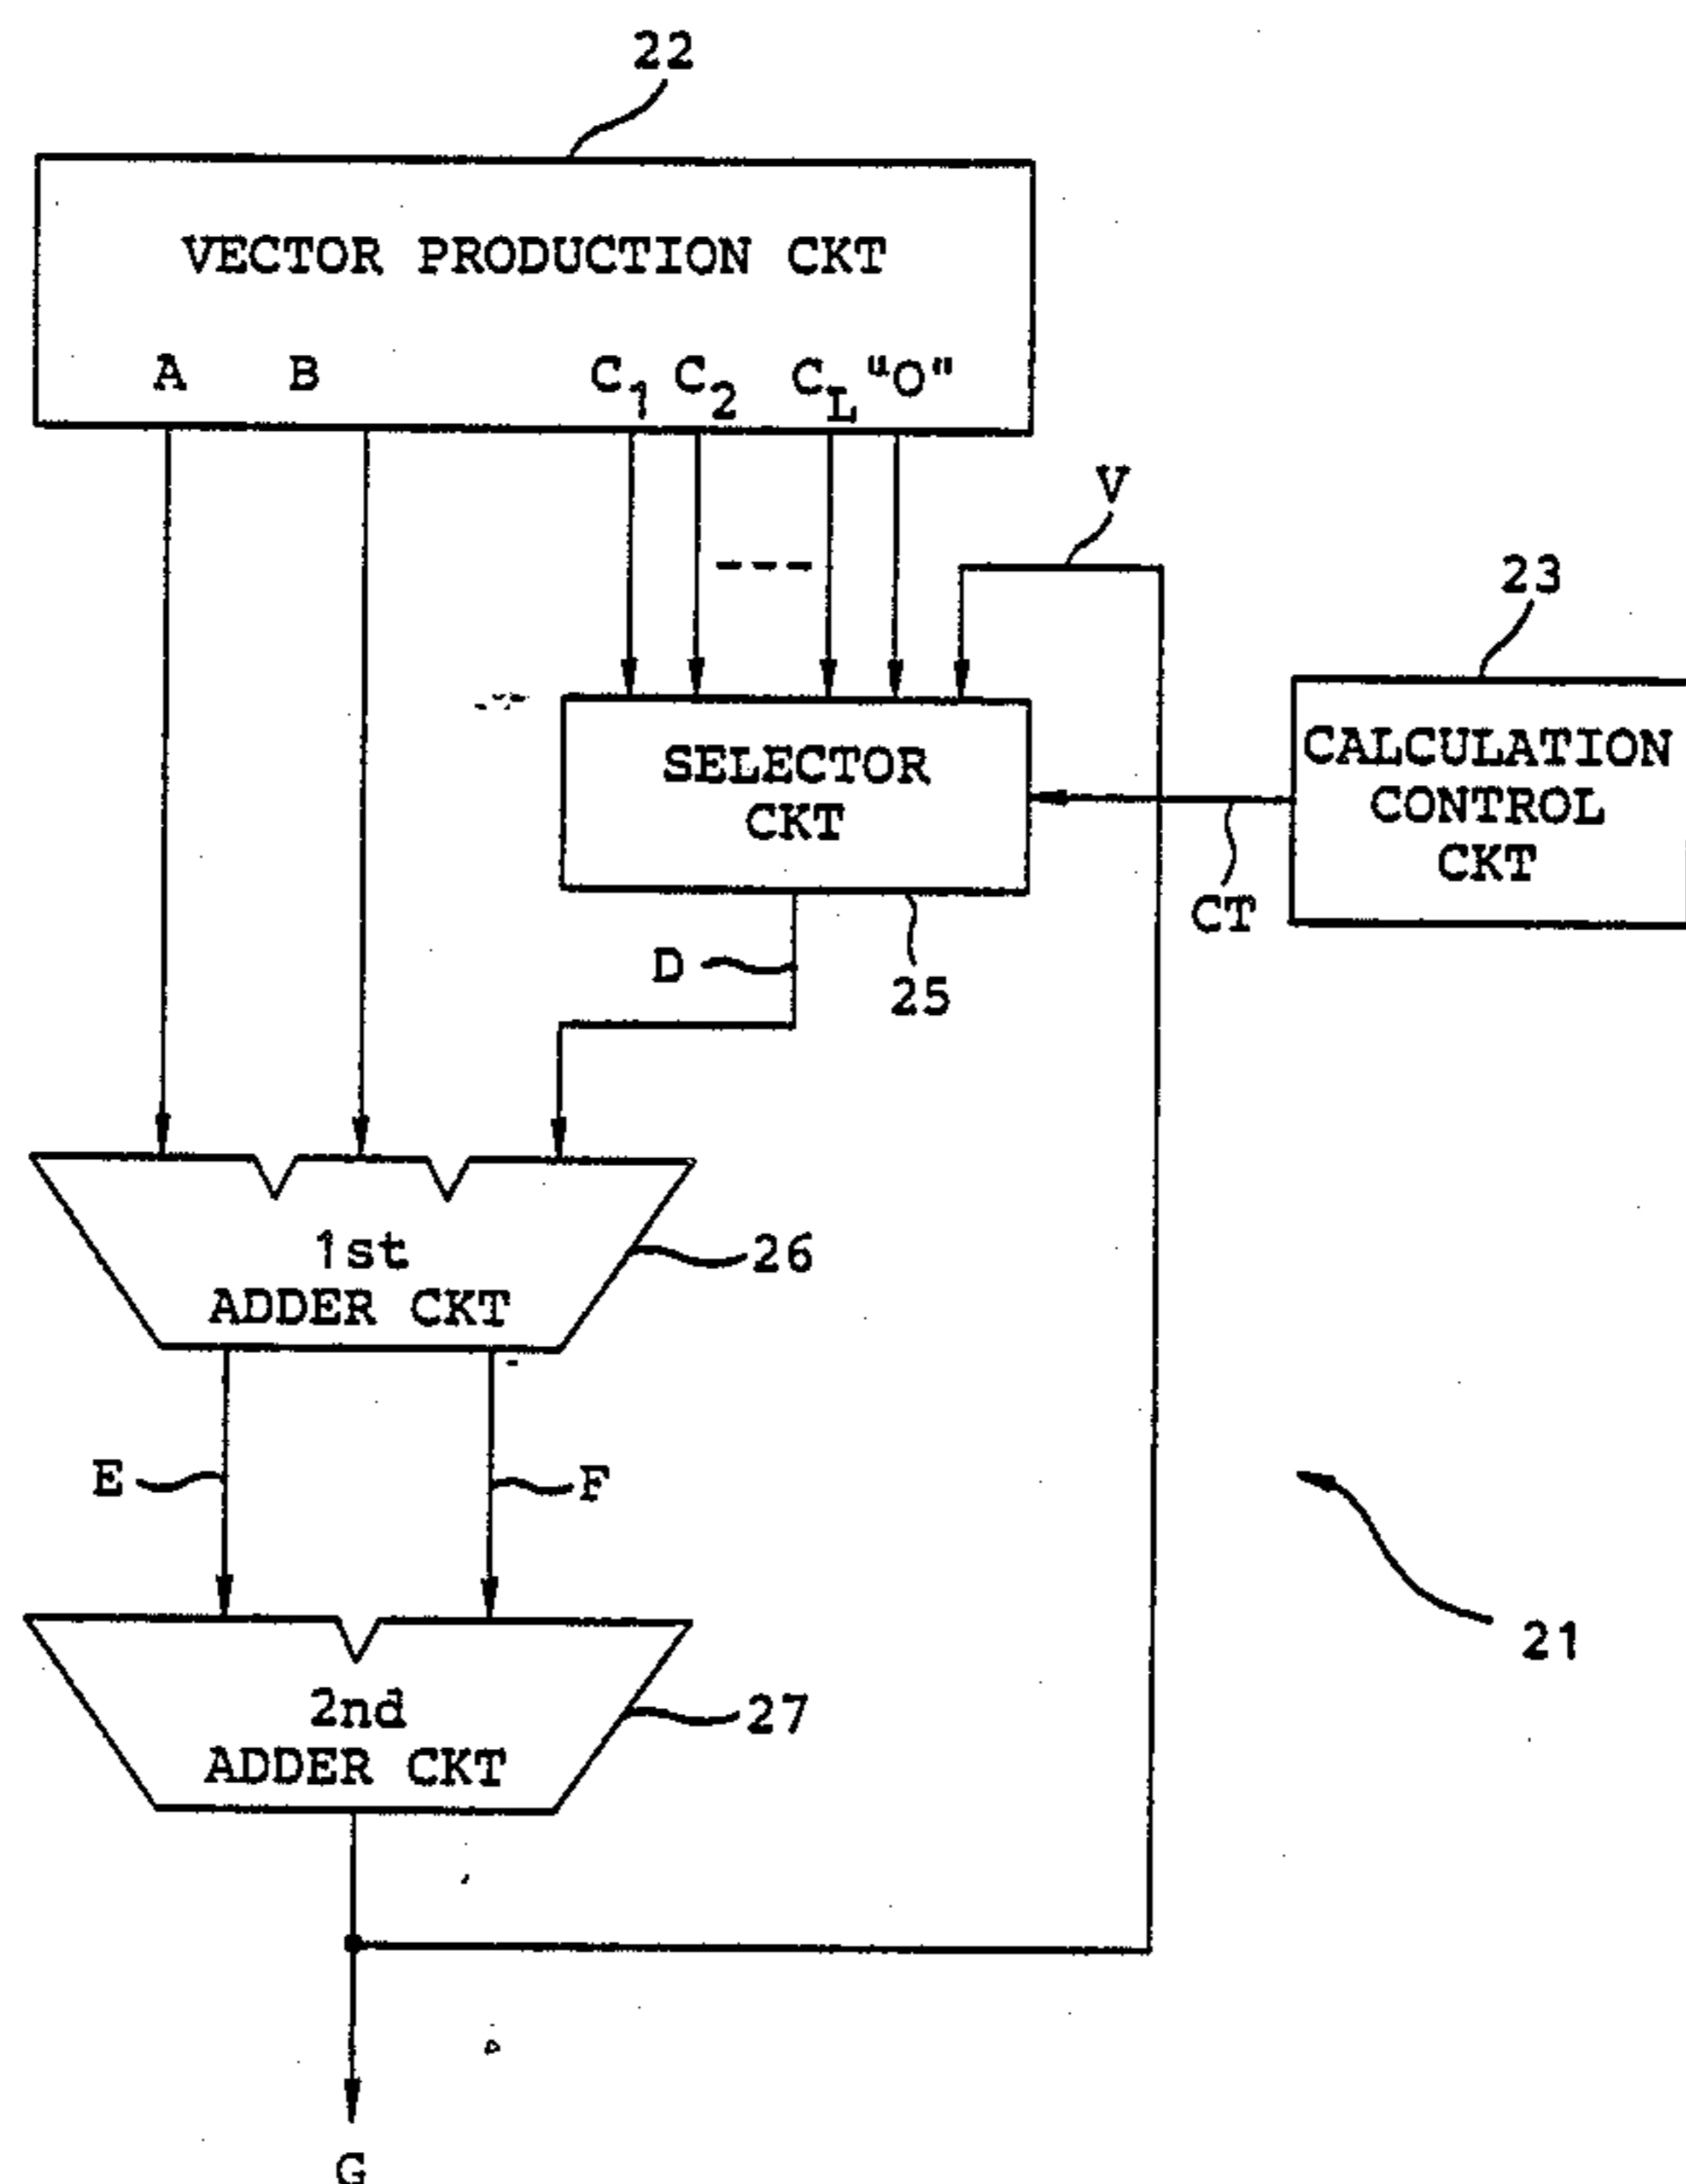 22
VECTOR PRODUCTION CKT
A B C1 C2 CL "O"
V
23
SELECTOR
CKT
CALCULATION
CONTROL
CKT
CT
D
25
1st
ADDER CKT
26
E
F
21
2nd
ADDER CKT
27
G